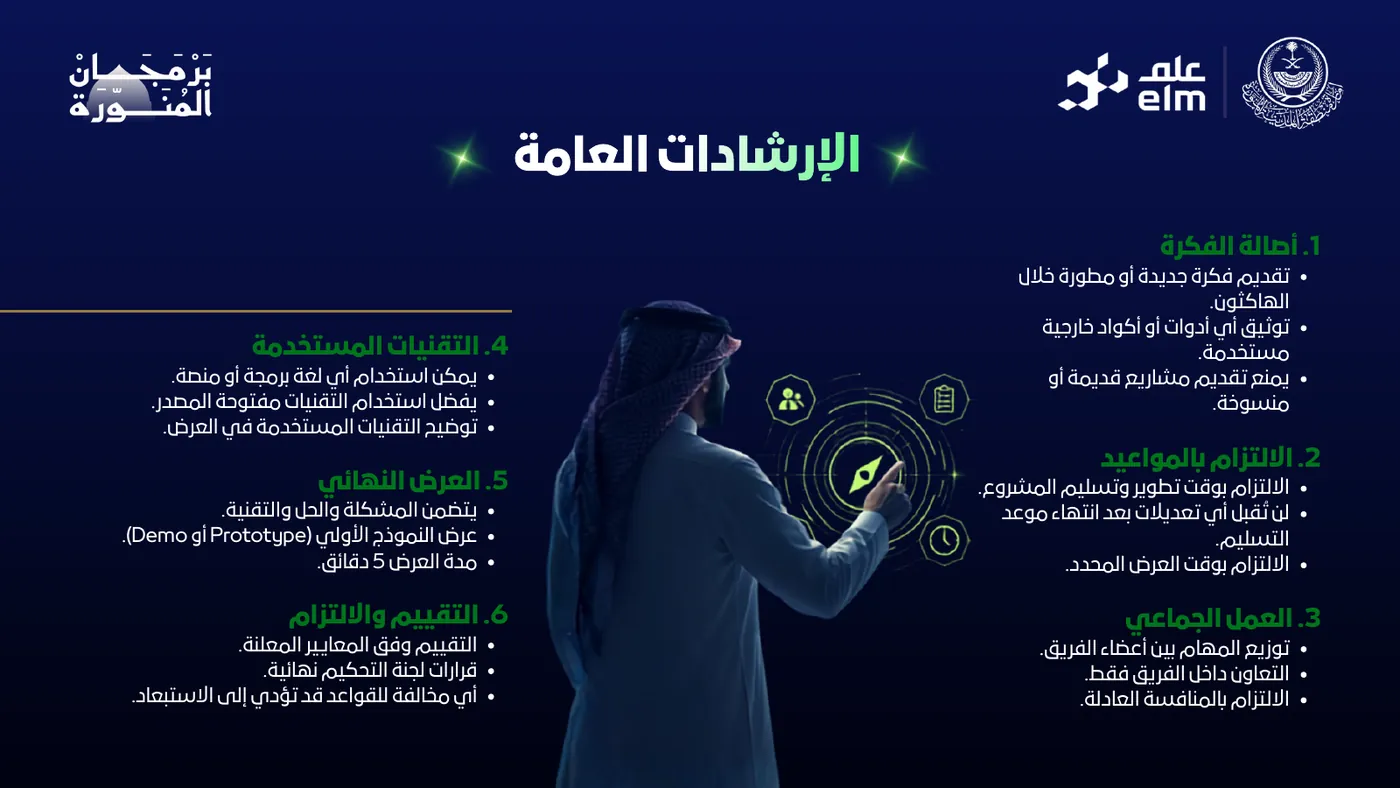 بَرْمَجَان
المُنَوَّرَة
علم
elm
الإرشادات العامة
1. أصالة الفكرة
• تقديم فكرة جديدة أو مطورة خلال
الهاكثون.
• توثيق أي أدوات أو أكواد خارجية
مستخدمة.
• يمنع تقديم مشاريع قديمة أو
منسوخة.
2. الالتزام بالمواعيد
• الالتزام بوقت تطوير وتسليم المشروع.
• لن تُقبل أي تعديلات بعد انتهاء موعد
التسليم.
• الالتزام بوقت العرض المحدد.
3. العمل الجماعي
• توزيع المهام بين أعضاء الفريق.
• التعاون داخل الفريق فقط.
• الالتزام بالمنافسة العادلة.
4. التقنيات المستخدمة
• يمكن استخدام أي لغة برمجة أو منصة.
• يفضل استخدام التقنيات مفتوحة المصدر.
• توضيح التقنيات المستخدمة في العرض.
5. العرض النهائي
• يتضمن المشكلة والحل والتقنية.
• عرض النموذج الأولي (Prototype أو Demo).
• مدة العرض 5 دقائق.
6. التقييم والالتزام
• التقييم وفق المعايير المعلنة.
• قرارات لجنة التحكيم نهائية.
• أي مخالفة للقواعد قد تؤدي إلى الاستبعاد.